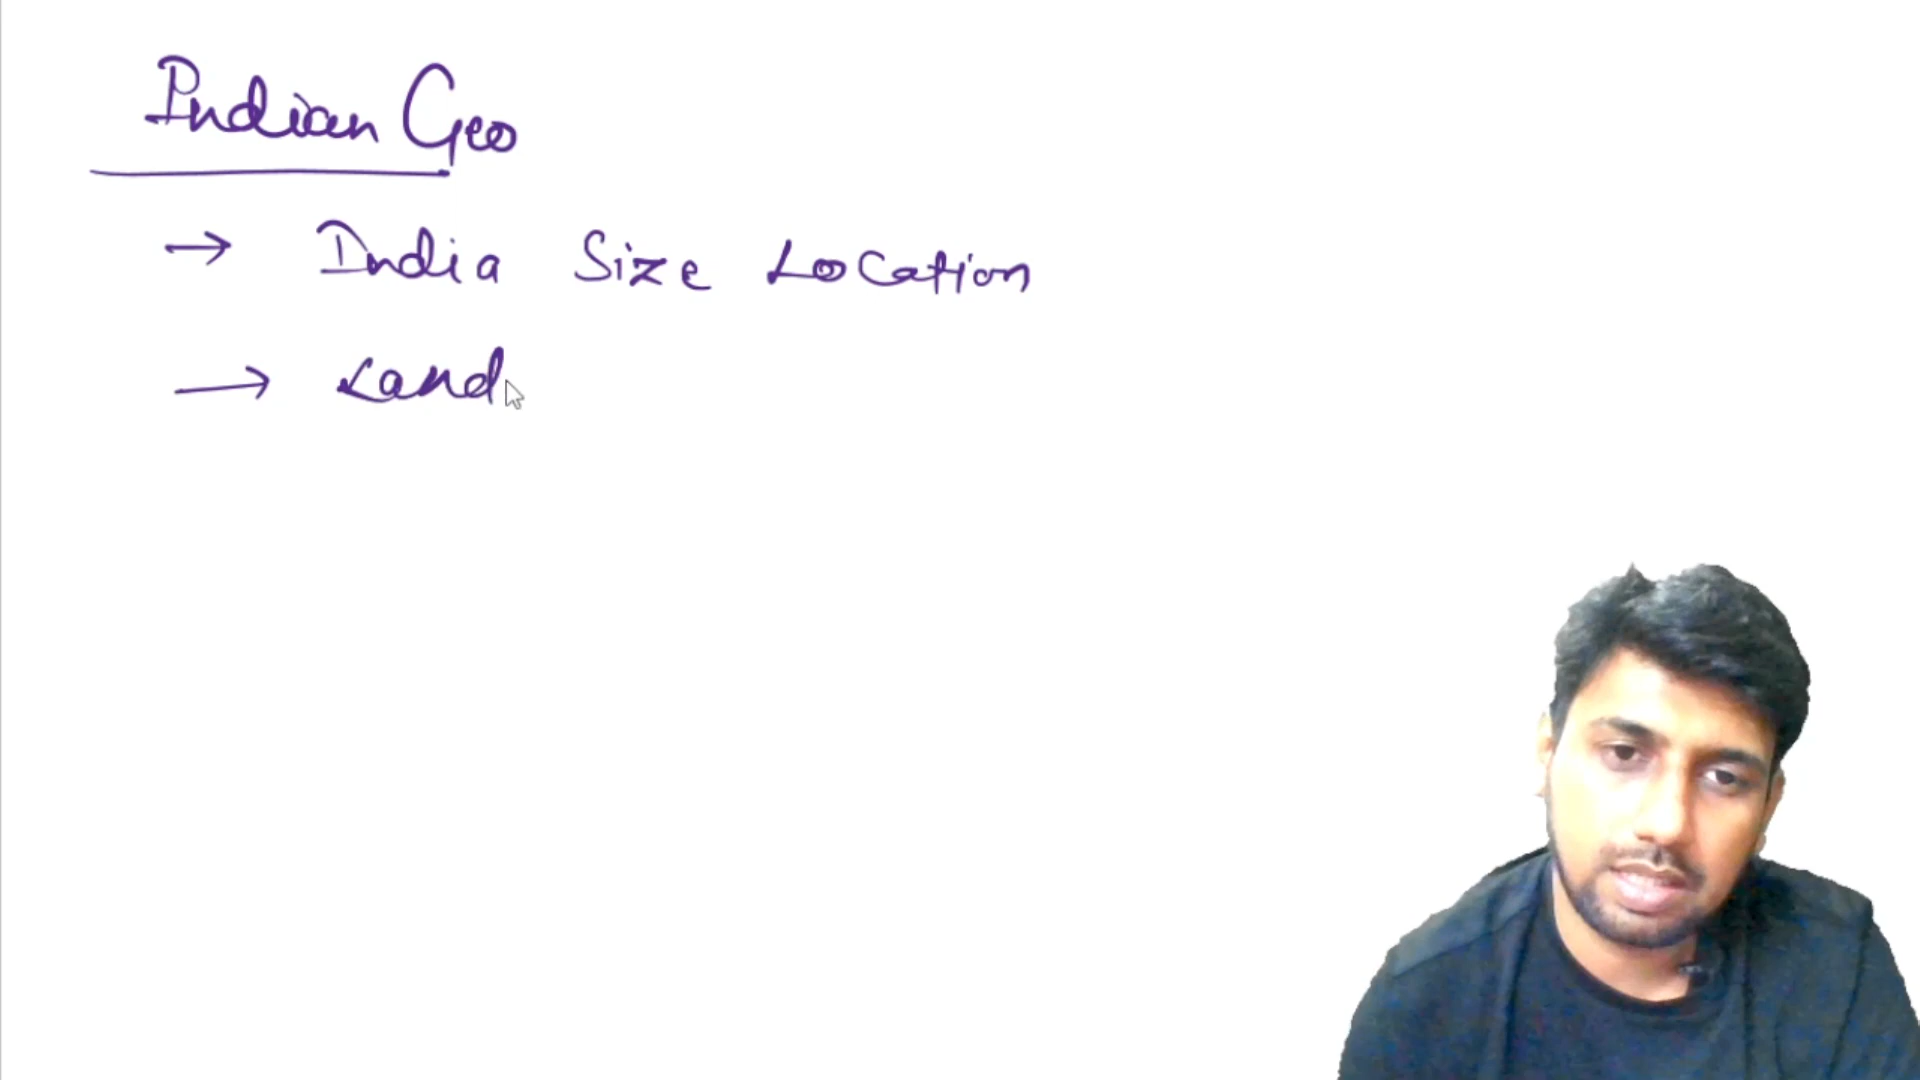 Indian Geo
→ India Size Location
→ Land